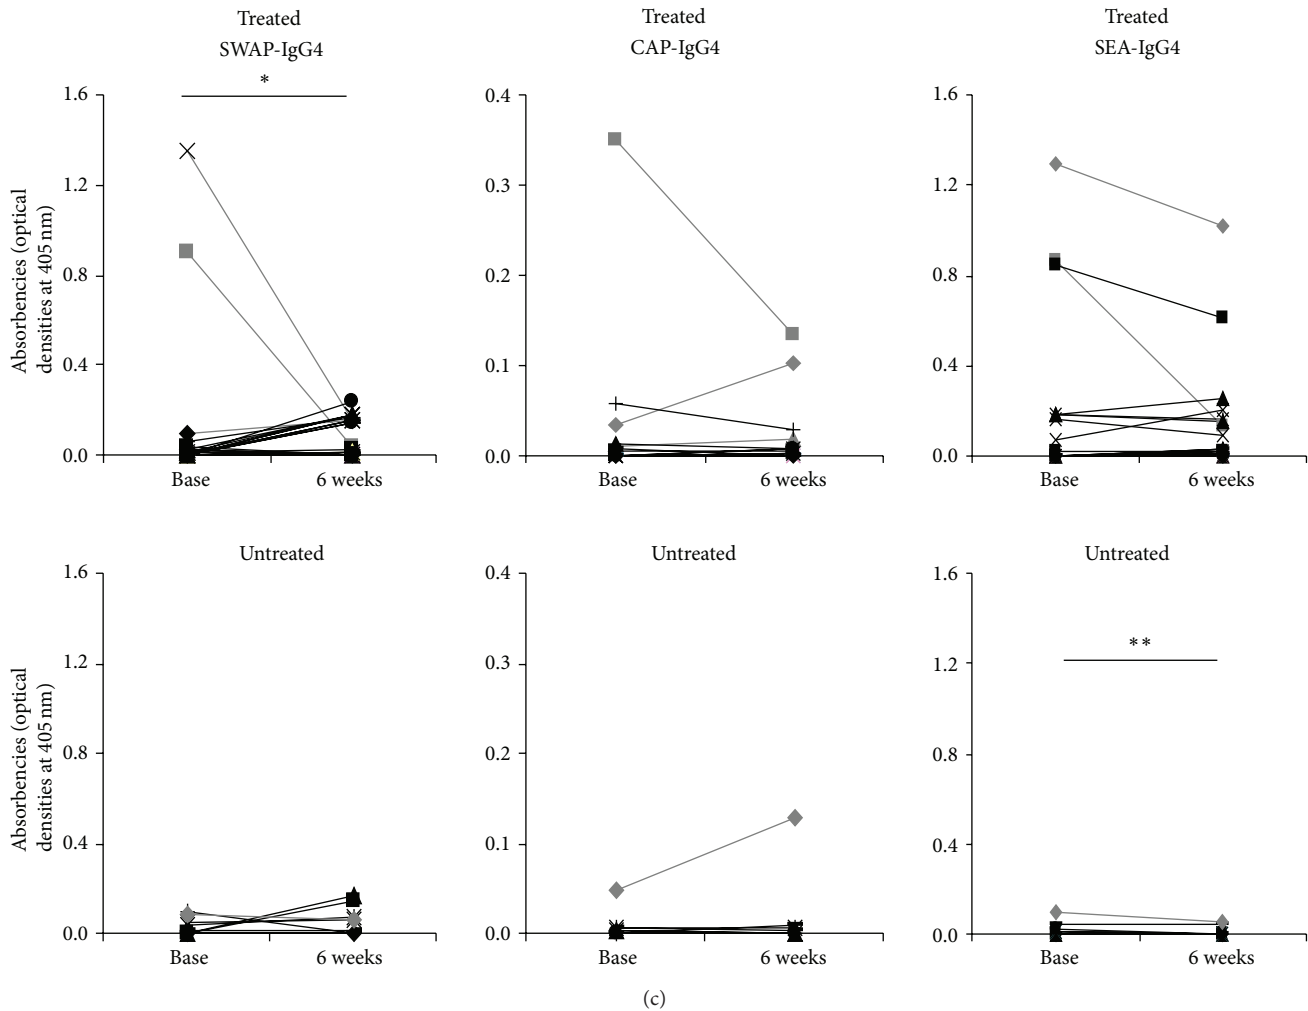 Treated
SWAP-IgG4
Treated
CAP-IgG4
Treated
SEA-IgG4
Absorbencies (optical
densities at 405 nm)
1.6
1.2
0.8
0.4
0.0
*
Base
6 weeks
0.4
0.3
0.2
0.1
0.0
Base
6 weeks
1.6
1.2
0.8
0.4
0.0
Base
6 weeks
Untreated
Untreated
Untreated
Absorbencies (optical
densities at 405 nm)
1.6
1.2
0.8
0.4
0.0
Base
6 weeks
0.4
0.3
0.2
0.1
0.0
Base
6 weeks
1.6
1.2
0.8
0.4
0.0
**
Base
6 weeks
(c)